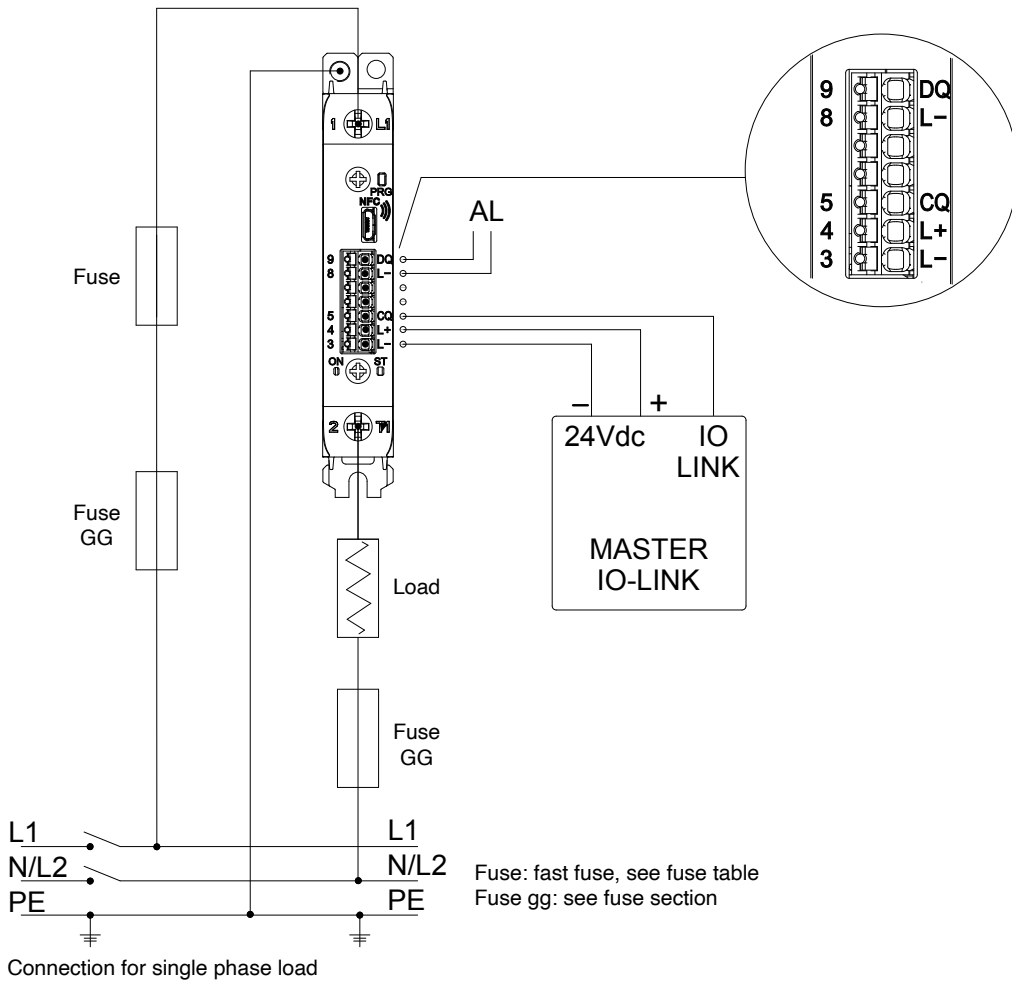 1 L1
PRG
NFC
9 DQ
8 L-
5 CQ
4 L+
3 L-
ON ST
2 T1
AL
9 DQ
8 L-
5 CQ
4 L+
3 L-
Fuse
Fuse
GG
– +
24Vdc IO
LINK
MASTER
IO-LINK
Load
Fuse
GG
L1 L1
N/L2 N/L2
PE PE
Fuse: fast fuse, see fuse table
Fuse gg: see fuse section
Connection for single phase load